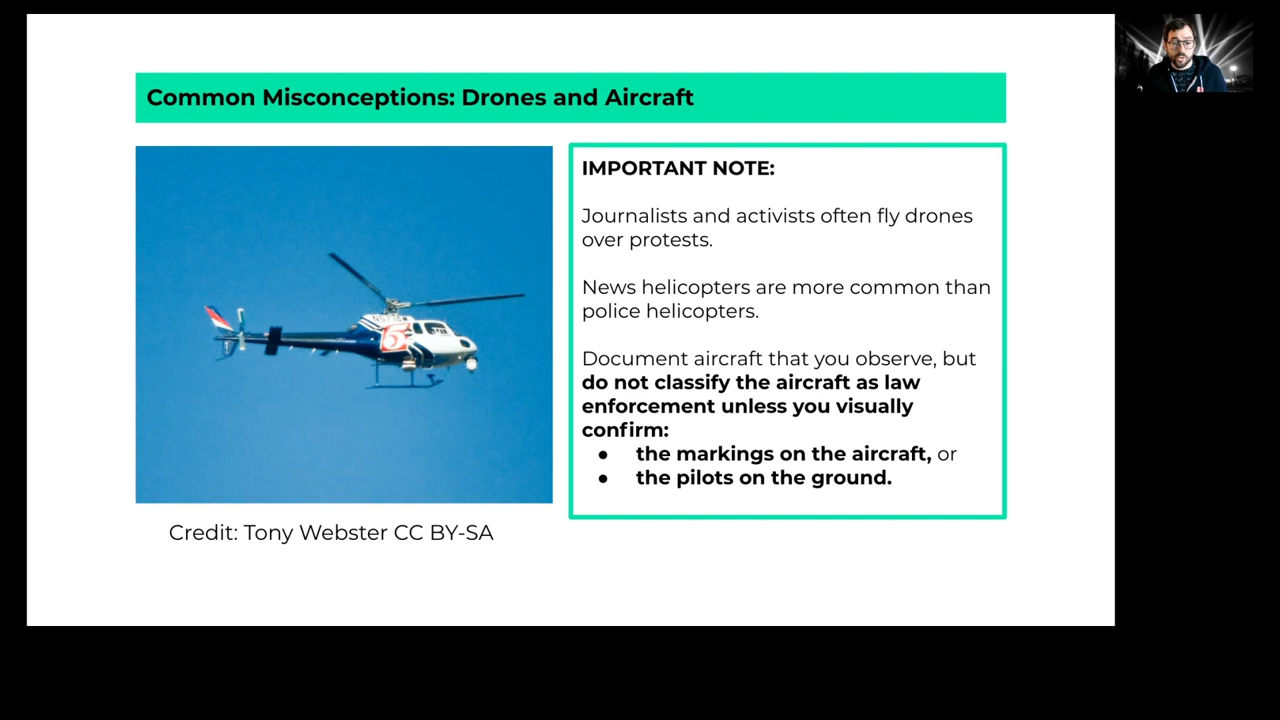 Common Misconceptions: Drones and Aircraft
IMPORTANT NOTE:
Journalists and activists often fly drones
over protests.
News helicopters are more common than
police helicopters.
Document aircraft that you observe, but
do not classify the aircraft as law
enforcement unless you visually
confirm:
● the markings on the aircraft, or
● the pilots on the ground.
5
Credit: Tony Webster CC BY-SA